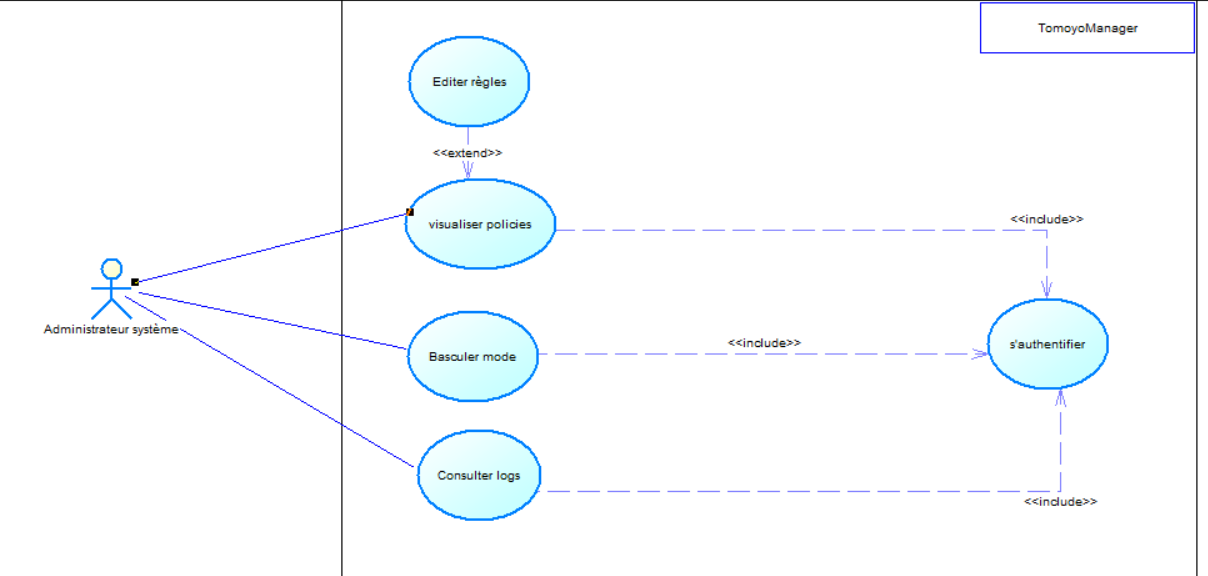 TomoyoManager
Editer règles
<<extend>>
visualiser policies
<<include>>
Administrateur système
Basculer mode
<<include>>
s'authentifier
Consulter logs
<<include>>